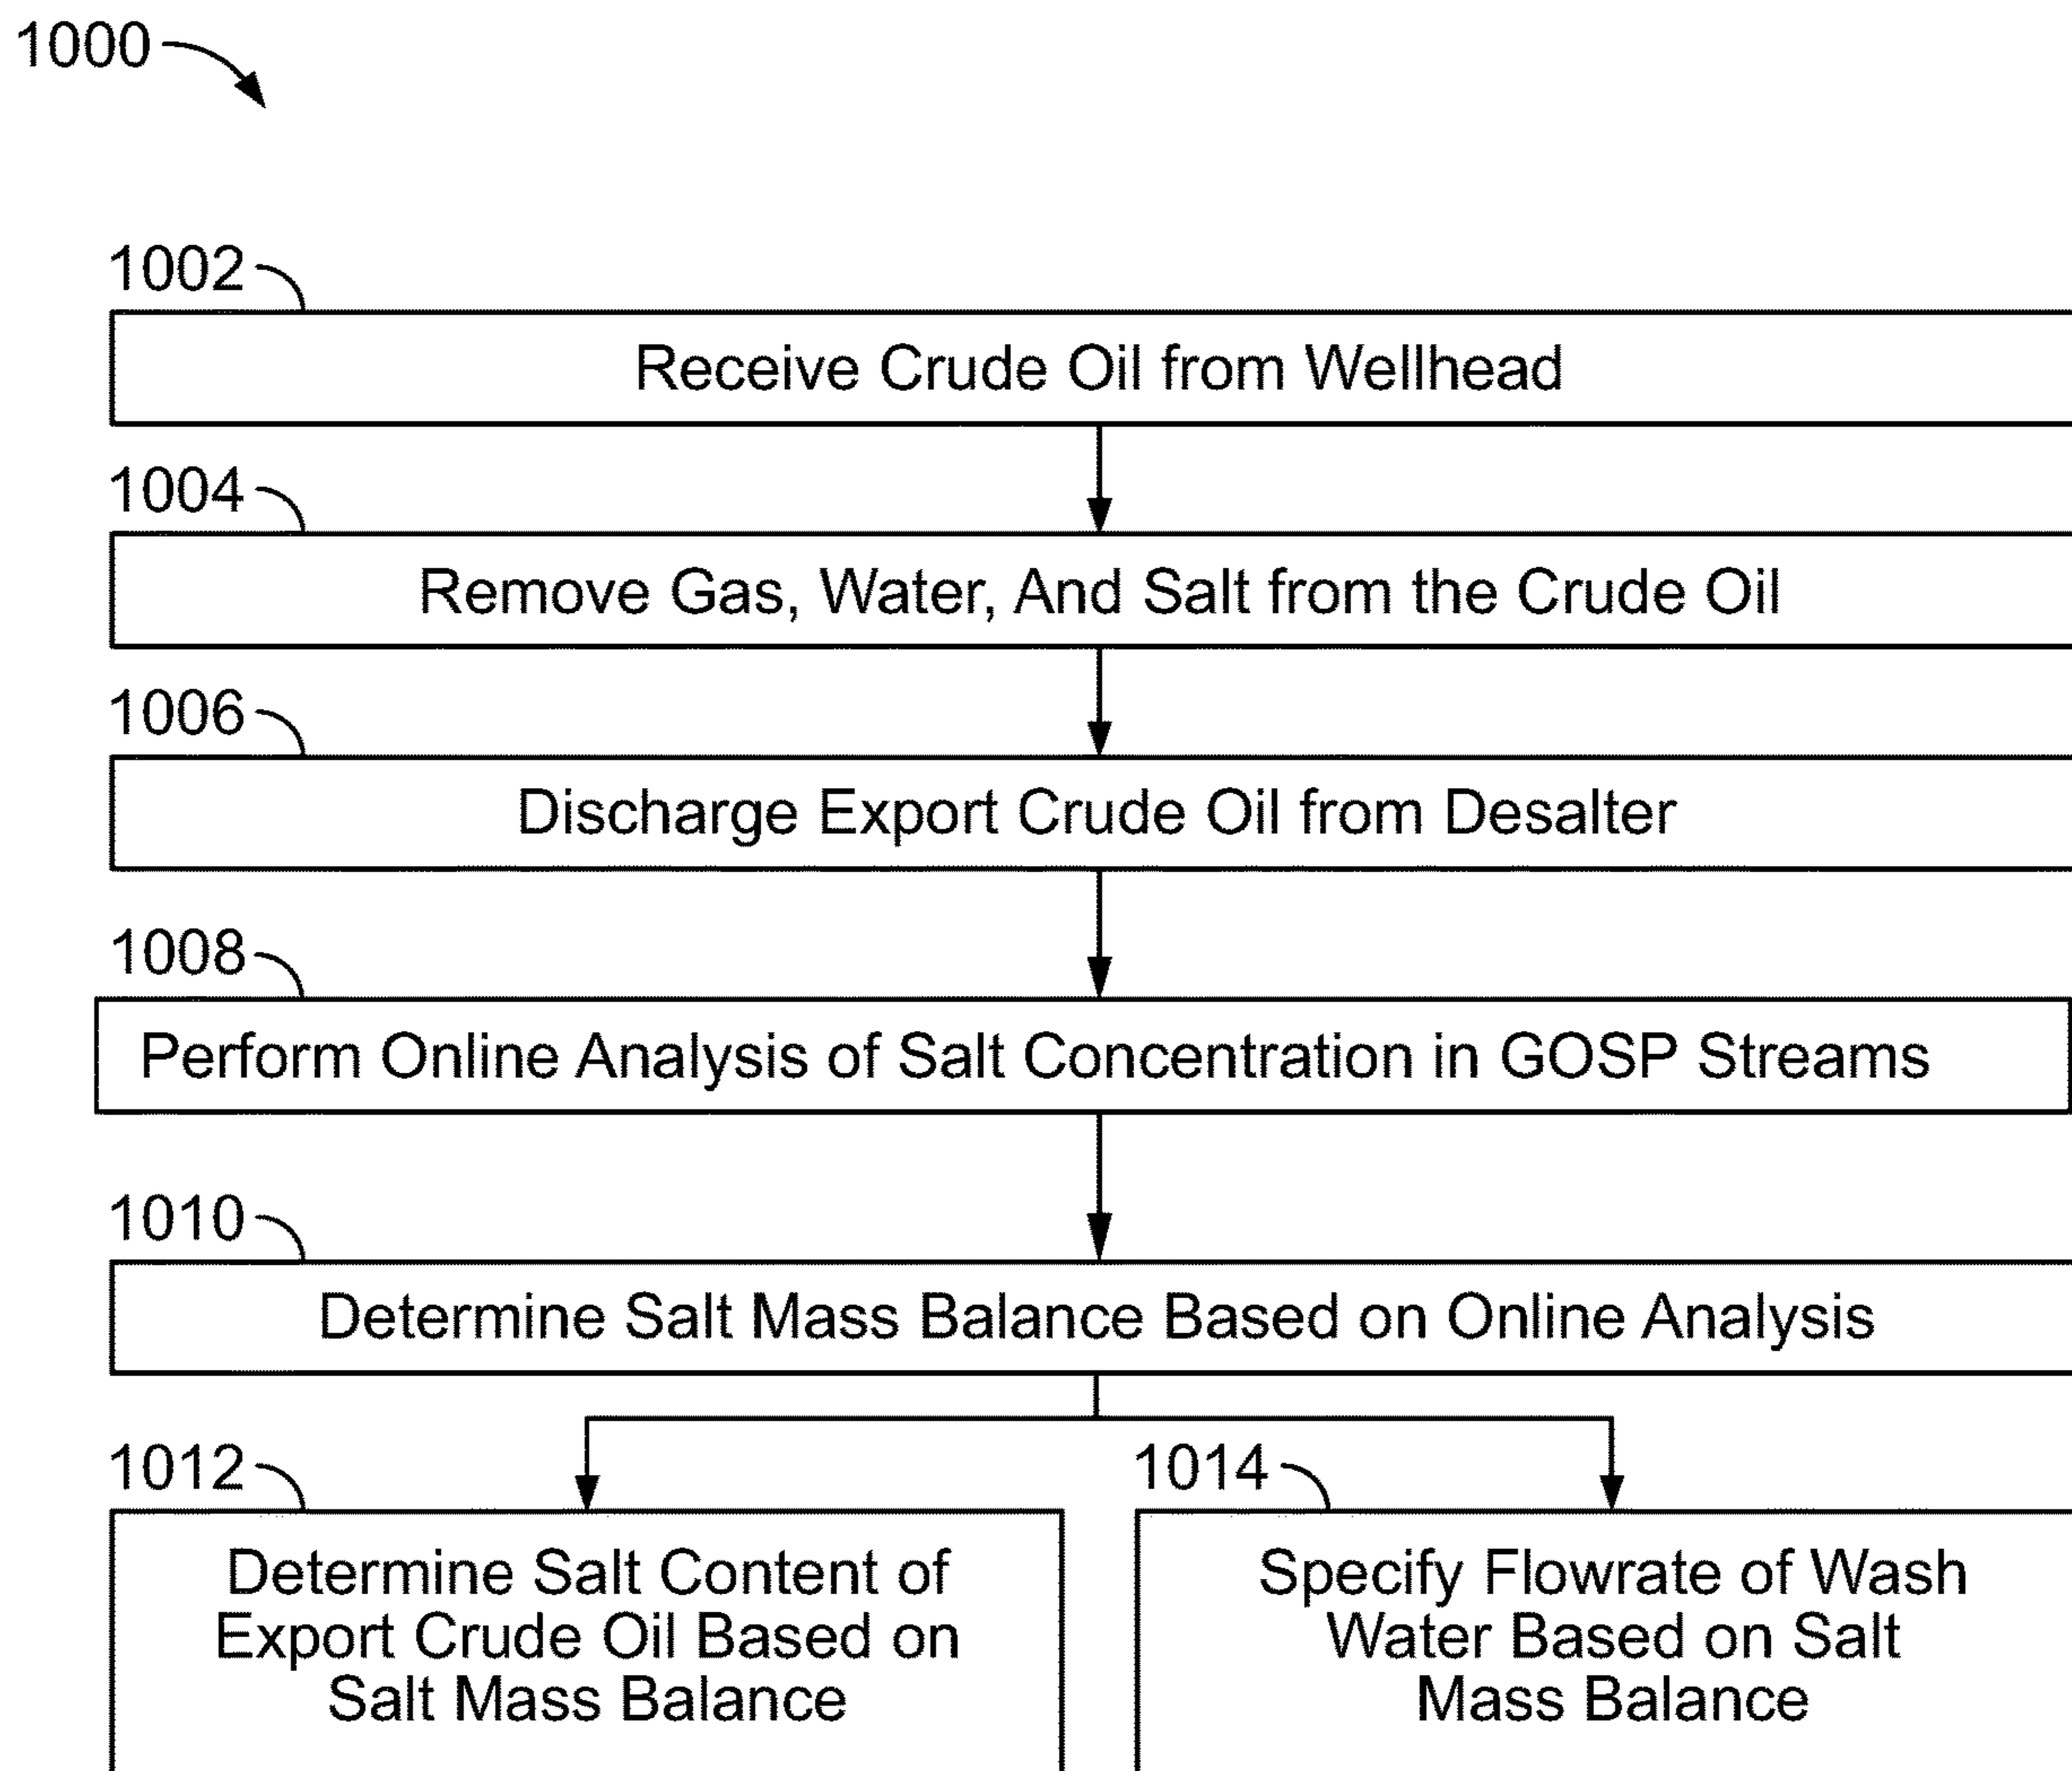 1000
1002
Receive Crude Oil from Wellhead
1004
Remove Gas, Water, And Salt from the Crude Oil
1006
Discharge Export Crude Oil from Desalter
1008
Perform Online Analysis of Salt Concentration in GOSP Streams
1010
Determine Salt Mass Balance Based on Online Analysis
1012
Determine Salt Content of
Export Crude Oil Based on
Salt Mass Balance
1014
Specify Flowrate of Wash
Water Based on Salt
Mass Balance